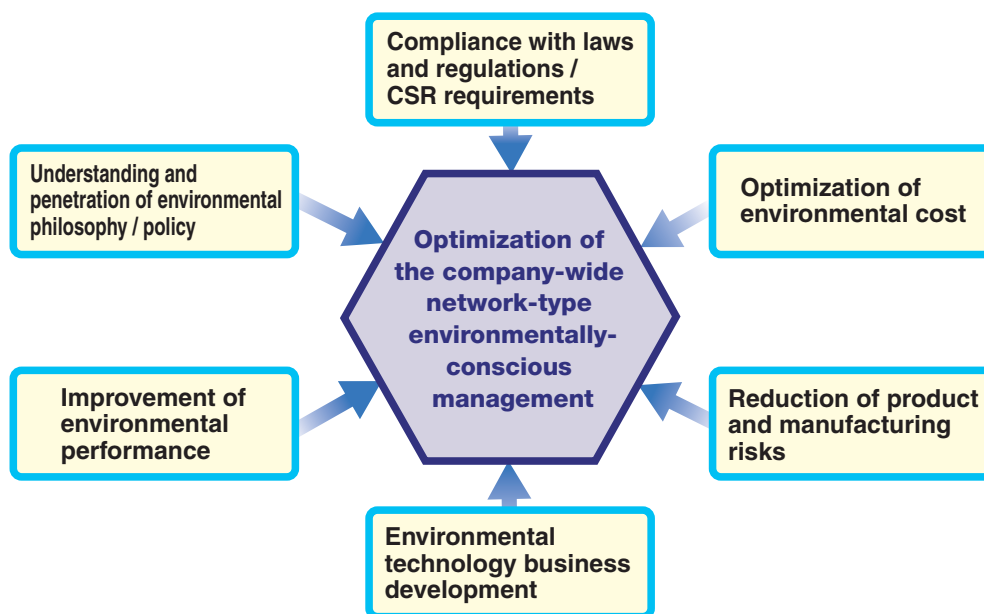 Compliance with laws
and regulations /
CSR requirements
Understanding and
penetration of environmental
philosophy / policy
Optimization of
environmental cost
Optimization of
the company-wide
network-type
environmentally-
conscious
management
Improvement of
environmental
performance
Reduction of product
and manufacturing
risks
Environmental
technology business
development